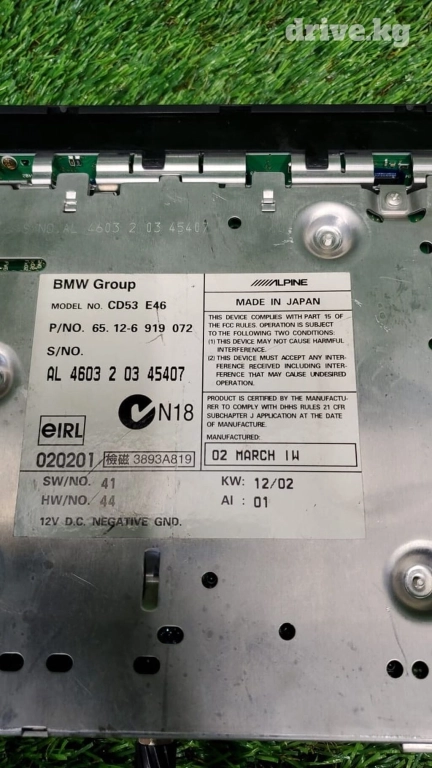 drive.kg
S/NO. AL 4603 2 03 45407
BMW Group
MODEL NO. CD53 E46
P/NO. 65. 12-6 919 072
S/NO.
AL 4603 2 03 45407
N18
eIRL
020201 檢磁 3893A819
SW/NO. 41
HW/NO. 44
12V D.C. NEGATIVE GND.
ALPINE
MADE IN JAPAN
THIS DEVICE COMPLIES WITH PART 15 OF
THE FCC RULES. OPERATION IS SUBJECT
TO THE FOLLOWING TWO CONDITIONS:
(1) THIS DEVICE MAY NOT CAUSE HARMFUL
INTERFERENCE.
(2) THIS DEVICE MUST ACCEPT ANY INTER-
FERENCE RECEIVED INCLUDING INTER-
FERENCE THAT MAY CAUSE UNDESIRED
OPERATION.
PRODUCT IS CERTIFIED BY THE MANUFACTU-
RER TO COMPLY WITH DHHS RULES 21 CFR
SUBCHAPTER J APPLICATION AT THE DATE
OF MANUFACTURE.
MANUFACTURED:
02 MARCH 1W
KW: 12/02
AI : 01